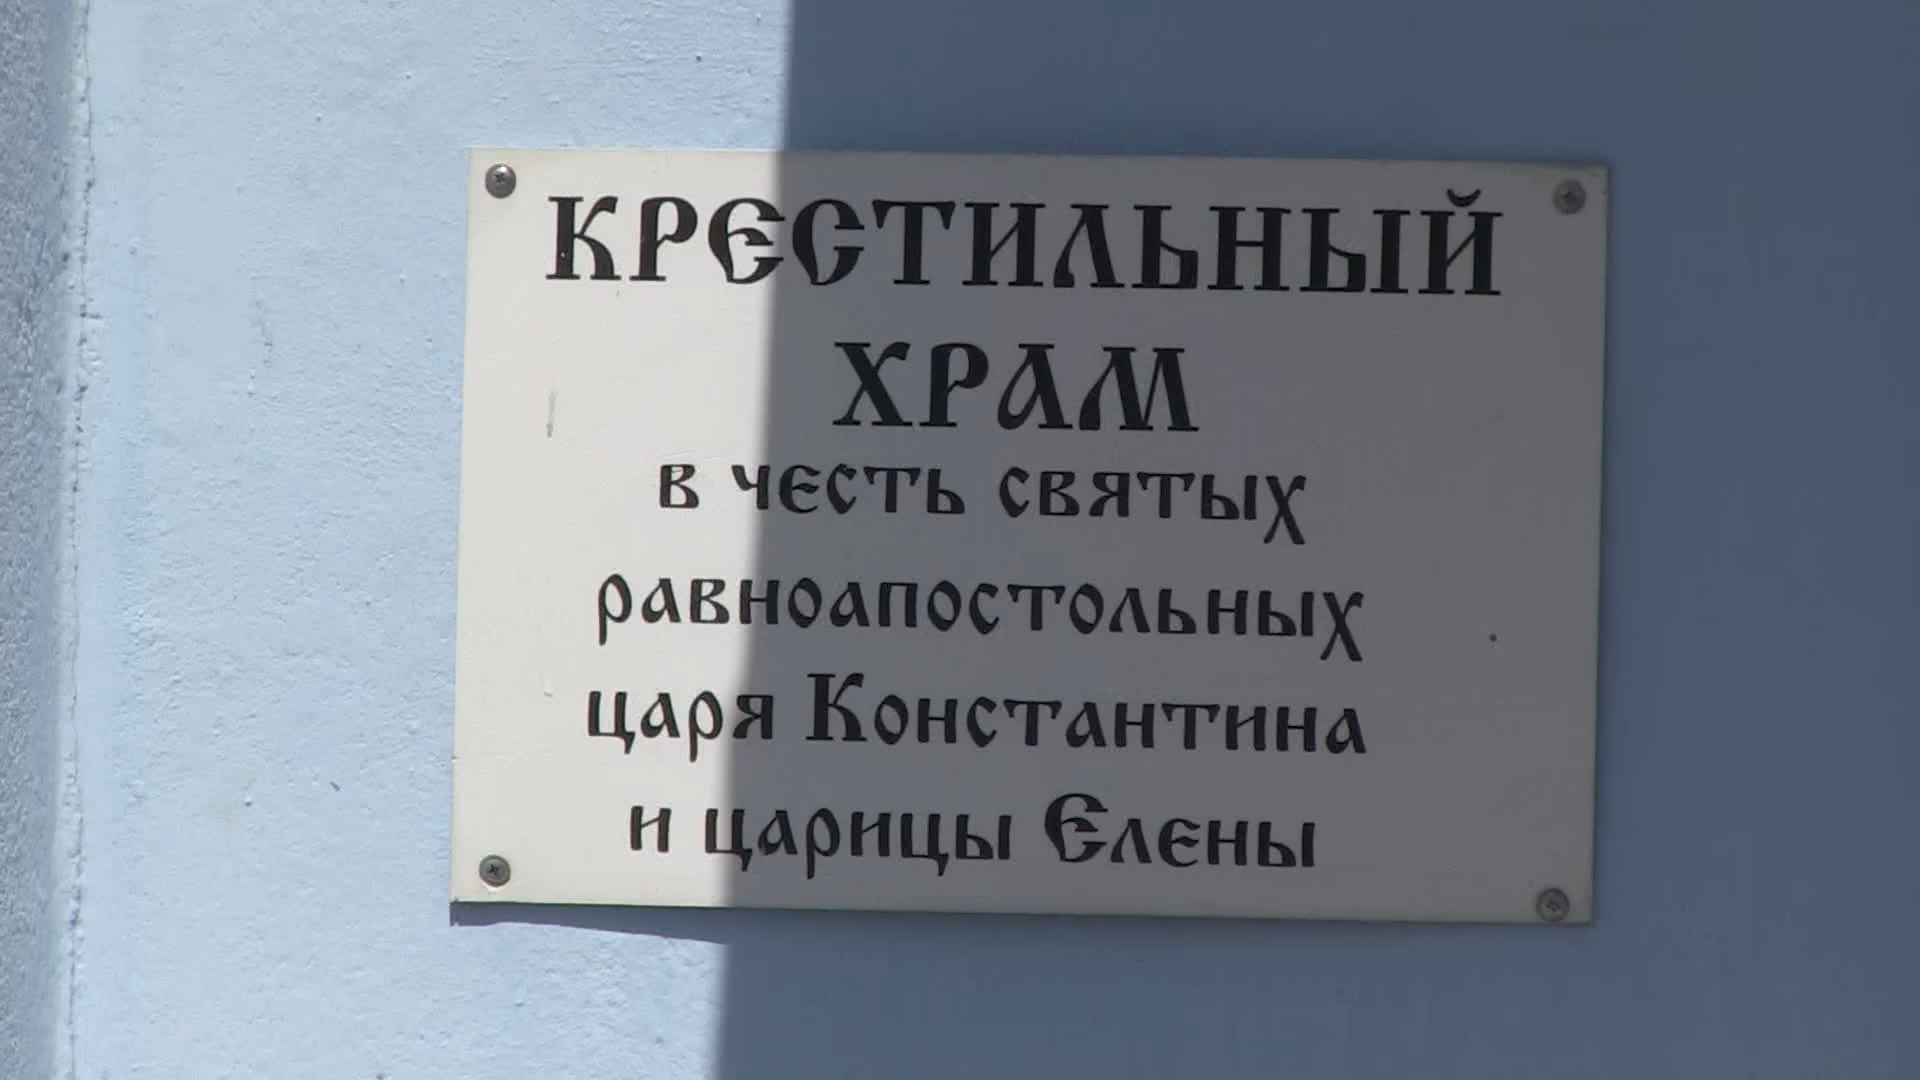 КРЕСТИЛЬНЫЙ
ХРАМ
в честь святых
равноапостольных
царя Константина
и царицы Елены